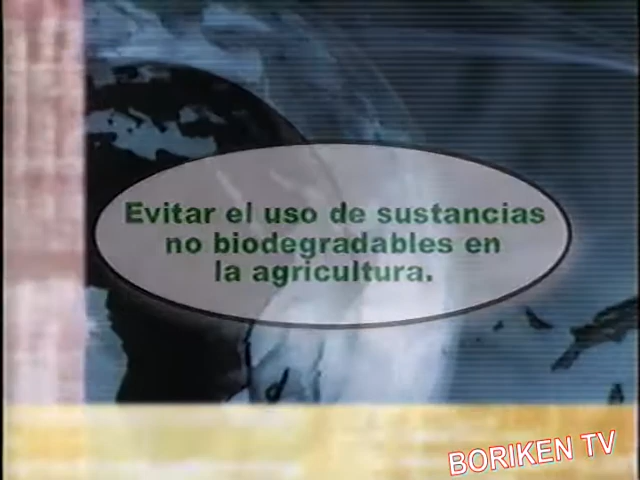 Evitar el uso de sustancias
no biodegradables en
la agricultura.
BORIKEN TV